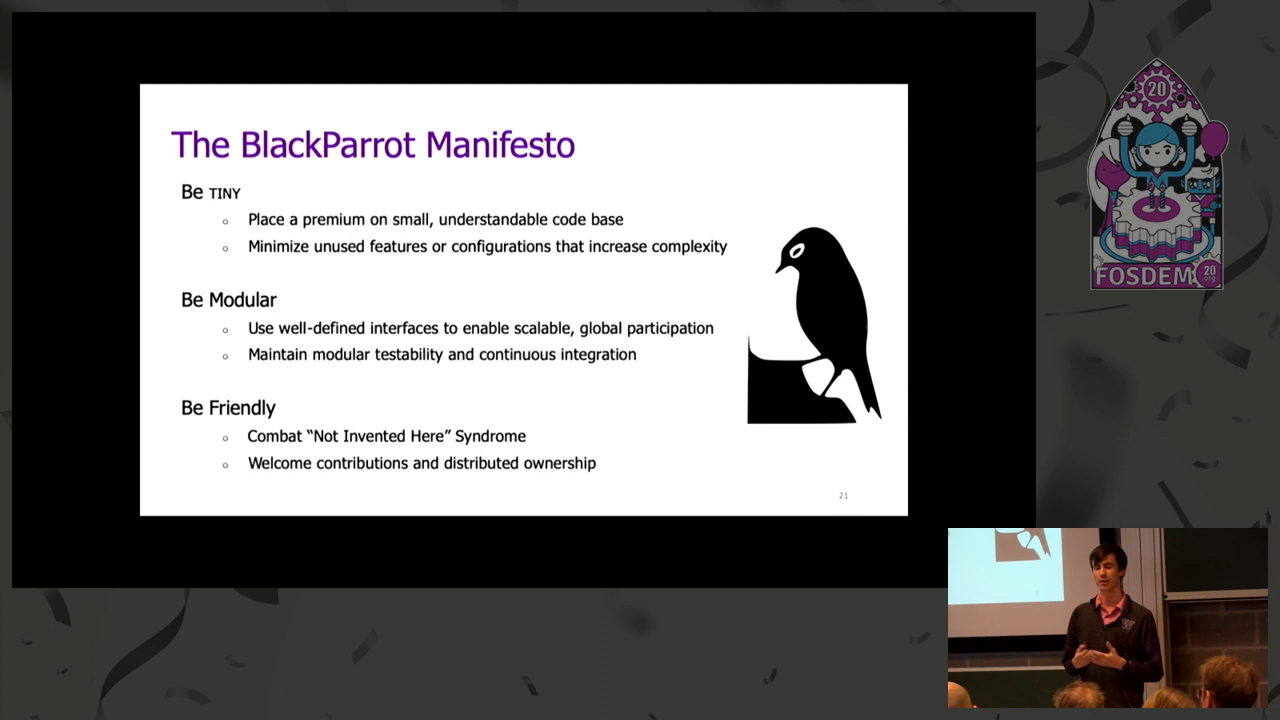 The BlackParrot Manifesto
Be TINY
○ Place a premium on small, understandable code base
○ Minimize unused features or configurations that increase complexity
Be Modular
○ Use well-defined interfaces to enable scalable, global participation
○ Maintain modular testability and continuous integration
Be Friendly
○ Combat “Not Invented Here” Syndrome
○ Welcome contributions and distributed ownership
21
20
FOSDEM
20
.org